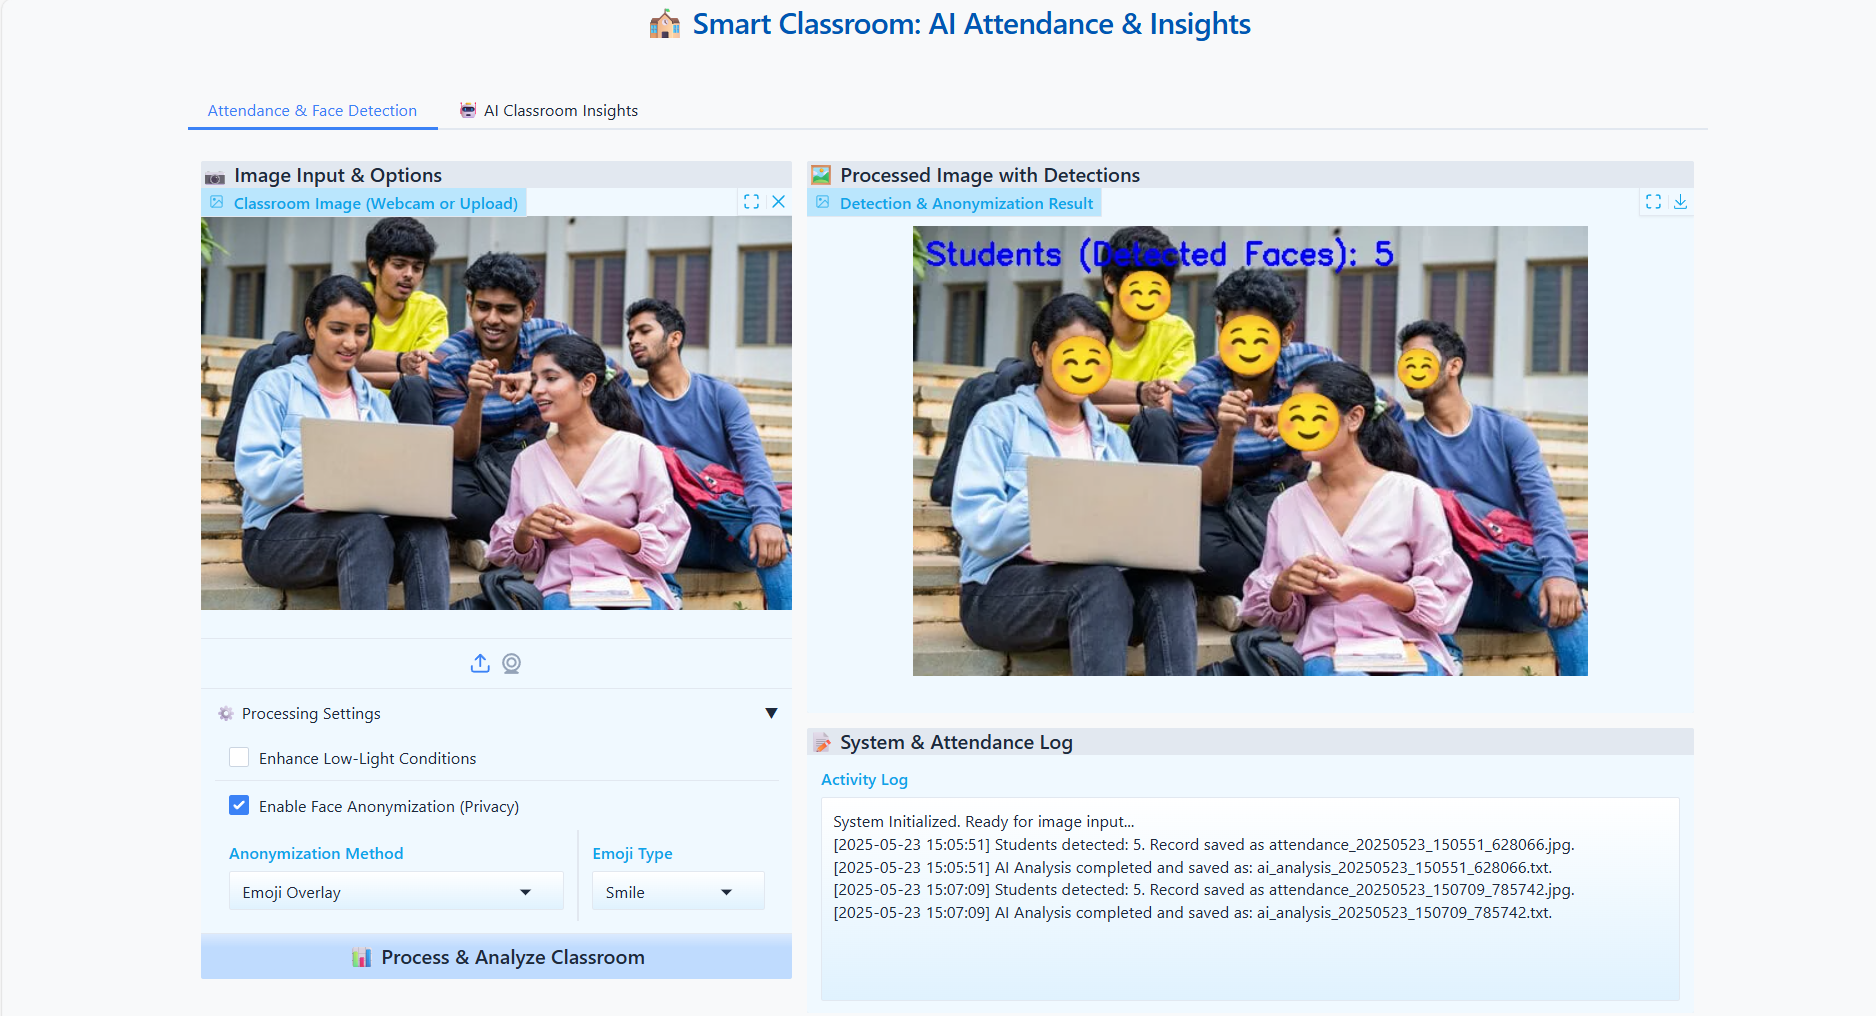 Smart Classroom: AI Attendance & Insights
Attendance & Face Detection
AI Classroom Insights
Image Input & Options
Classroom Image (Webcam or Upload)
Processing Settings
Enhance Low-Light Conditions
Enable Face Anonymization (Privacy)
Anonymization Method
Emoji Type
Emoji Overlay
Smile
Process & Analyze Classroom
Processed Image with Detections
Detection & Anonymization Result
Students (Detected Faces): 5
System & Attendance Log
Activity Log
System Initialized. Ready for image input...
[2025-05-23 15:05:51] Students detected: 5. Record saved as attendance_20250523_150551_628066.jpg.
[2025-05-23 15:05:51] AI Analysis completed and saved as: ai_analysis_20250523_150551_628066.txt.
[2025-05-23 15:07:09] Students detected: 5. Record saved as attendance_20250523_150709_785742.jpg.
[2025-05-23 15:07:09] AI Analysis completed and saved as: ai_analysis_20250523_150709_785742.txt.